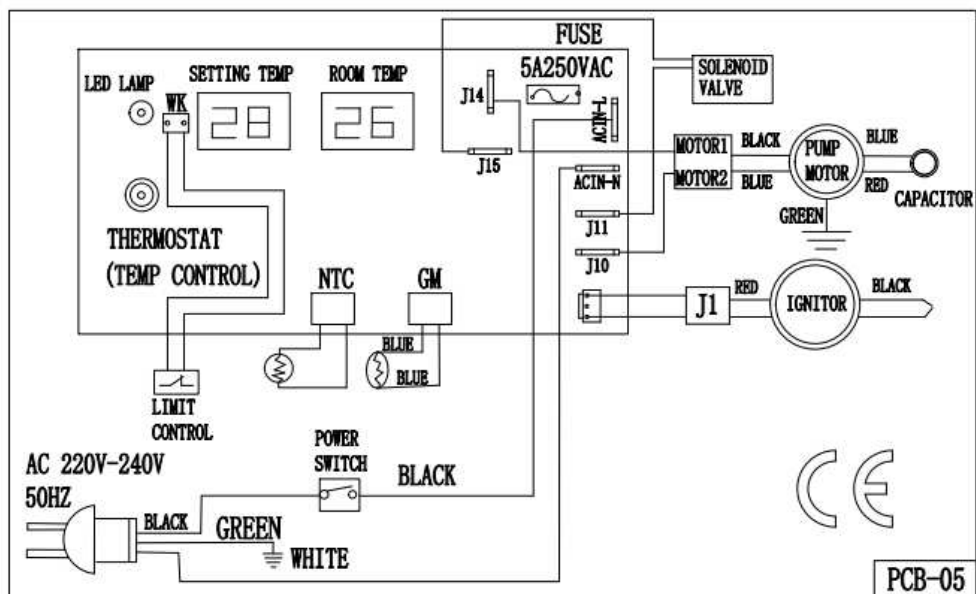 FUSE
5A250VAC
SETTING TEMP
ROOM TEMP
LED LAMP
WK
28
26
J14
ACIN-L
SOLENOID
VALVE
J15
ACIN-N
MOTOR1
MOTOR2
BLACK
BLUE
PUMP
MOTOR
BLUE
RED
CAPACITOR
GREEN
J11
J10
THERMOSTAT
(TEMP CONTROL)
NTC
GM
J1
RED
IGNITOR
BLACK
BLUE
BLUE
LIMIT
CONTROL
POWER
SWITCH
BLACK
AC 220V-240V
50HZ
BLACK
GREEN
WHITE
CE
PCB-05